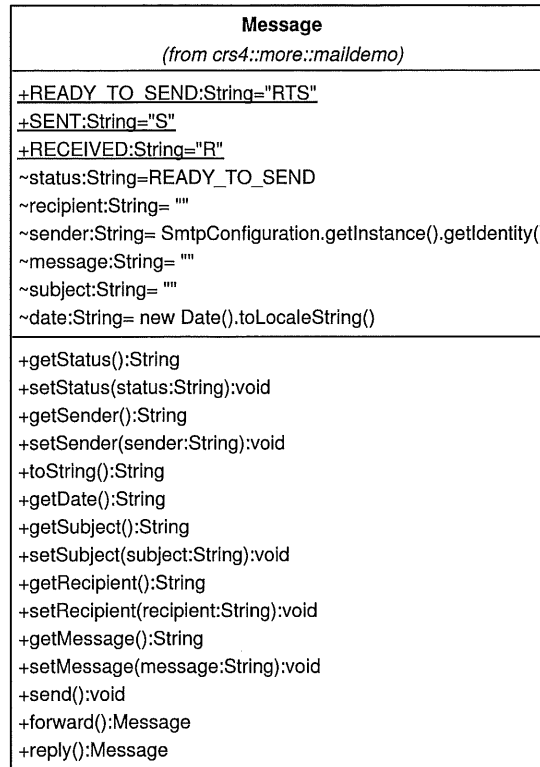 Message
(from crs4::more::maildemo)
+READY_TO_SEND:String="RTS"
+SENT:String="S"
+RECEIVED:String="R"
~status:String=READY_TO_SEND
~recipient:String= ""
~sender:String= SmtpConfiguration.getInstance().getIdentity(
~message:String= ""
~subject:String= ""
~date:String= new Date().toLocaleString()
+getStatus():String
+setStatus(status:String):void
+getSender():String
+setSender(sender:String):void
+toString():String
+getDate():String
+getSubject():String
+setSubject(subject:String):void
+getRecipient():String
+setRecipient(recipient:String):void
+getMessage():String
+setMessage(message:String):void
+send():void
+forward():Message
+reply():Message